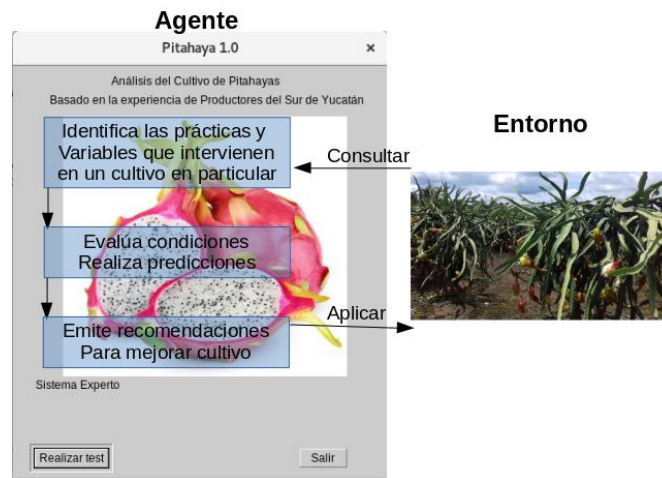 Agente
Pitahaya 1.0 ×
Análisis del Cultivo de Pitahayas
Basado en la experiencia de Productores del Sur de Yucatán
Identifica las prácticas y
Variables que intervienen
en un cultivo en particular
Evalúa condiciones
Realiza predicciones
Emite recomendaciones
Para mejorar cultivo
Sistema Experto
Realizar test
Salir
Consultar
Aplicar
Entorno